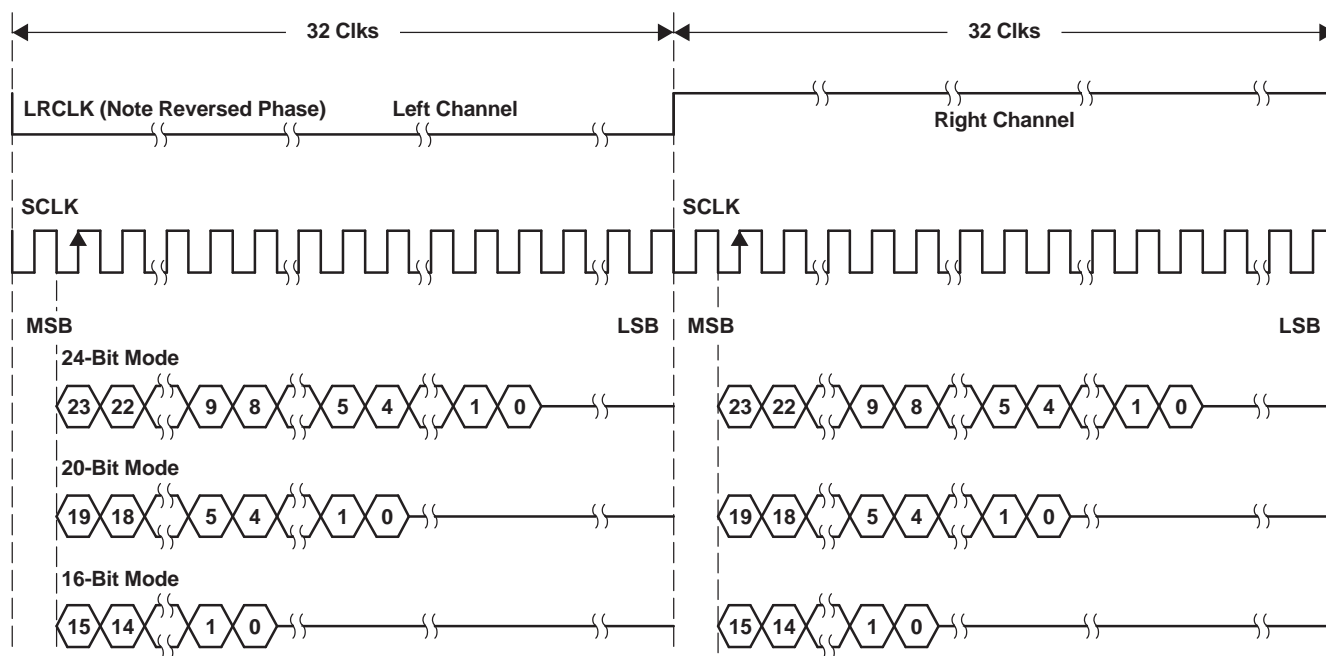 32 Clks 32 Clks
LRCLK (Note Reversed Phase) Left Channel
Right Channel
SCLK SCLK
MSB LSB MSB LSB
24-Bit Mode
23 22 9 8 5 4 1 0 23 22 9 8 5 4 1 0
20-Bit Mode
19 18 5 4 1 0 19 18 5 4 1 0
16-Bit Mode
15 14 1 0 15 14 1 0